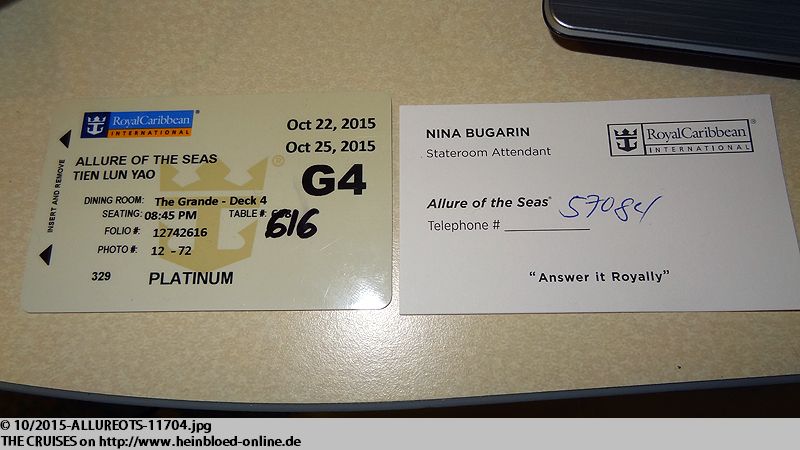 RoyalCaribbean®
INTERNATIONAL
Oct 22, 2015
Oct 25, 2015
ALLURE OF THE SEAS
TIEN LUN YAO
®
G4
INSERT AND REMOVE
DINING ROOM: The Grande - Deck 4
SEATING: 08:45 PM TABLE #:
616
FOLIO #: 12742616
PHOTO #: 12 - 72
329 PLATINUM
NINA BUGARIN
Stateroom Attendant
RoyalCaribbean®
INTERNATIONAL
Allure of the Seas® 57084
Telephone #
“Answer it Royally”
© 10/2015-ALLUREOTS-11704.jpg
THE CRUISES on http://www.heinbloed-online.de